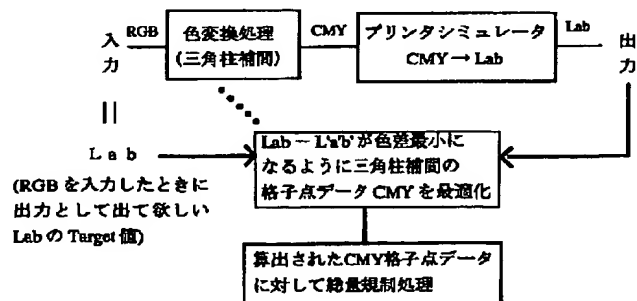 入力
RGB
色変換処理
(三角柱補間)
CMY
プリンタシミュレータ
CMY→Lab
Lab
出力
||
Lab
(RGBを入力したときに
出力として出て欲しい
LabのTarget値)
Lab－L'a'b'が色差最小に
なるように三角柱補間の
格子点データCMYを最適化
算出されたCMY格子点データ
に対して総量規制処理